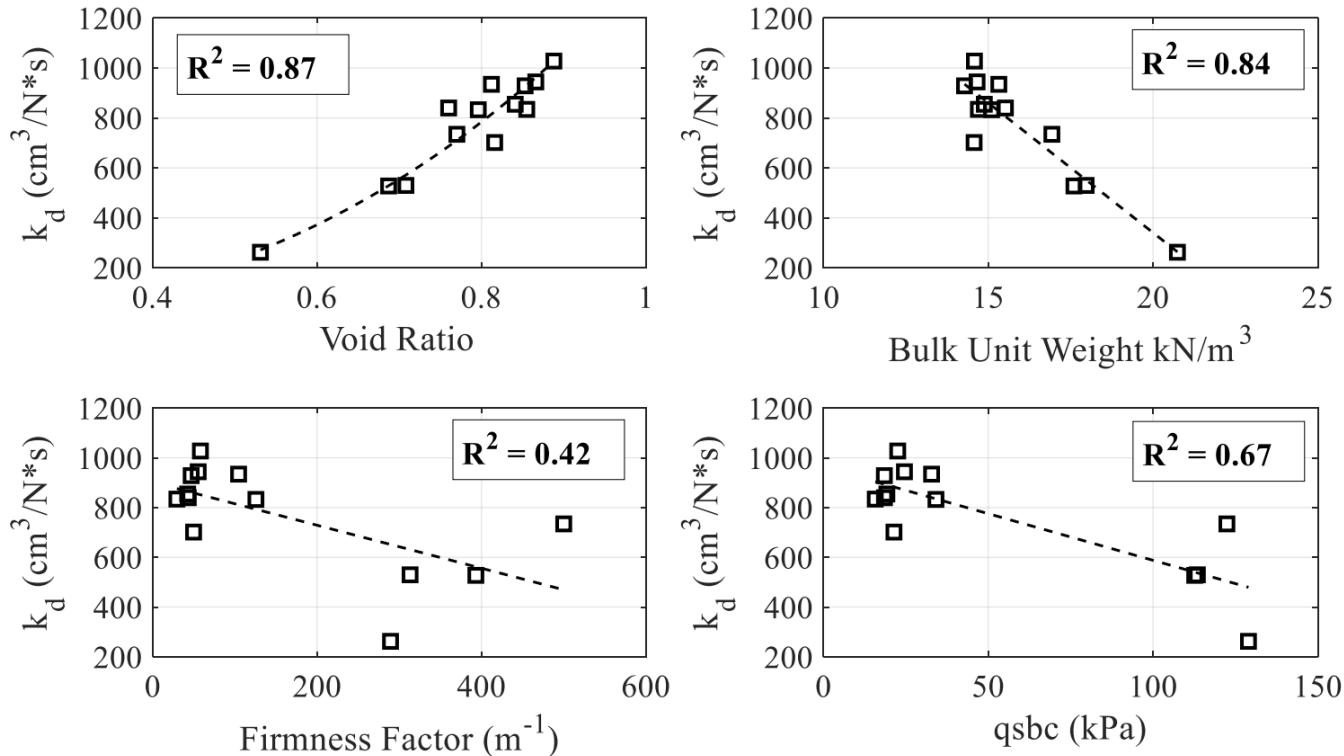 1200
1000
800
600
400
200
k_d (cm^3/N*s)
R^2 = 0.87
0.4 0.6 0.8 1
Void Ratio
1200
1000
800
600
400
200
k_d (cm^3/N*s)
R^2 = 0.84
10 15 20 25
Bulk Unit Weight kN/m^3
1200
1000
800
600
400
200
k_d (cm^3/N*s)
R^2 = 0.42
0 200 400 600
Firmness Factor (m^-1)
1200
1000
800
600
400
200
k_d (cm^3/N*s)
R^2 = 0.67
0 50 100 150
qsbc (kPa)